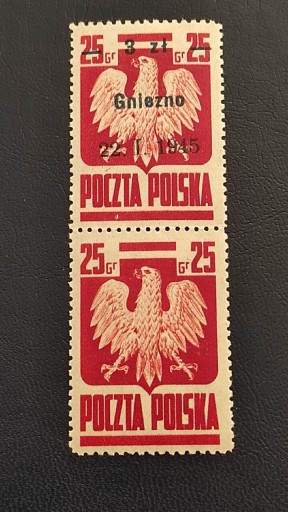 25 Gr — 3 zł — Gr 25
Gniezno
22. I. 1945
POCZTA POLSKA
25 Gr Gr 25
POCZTA POLSKA